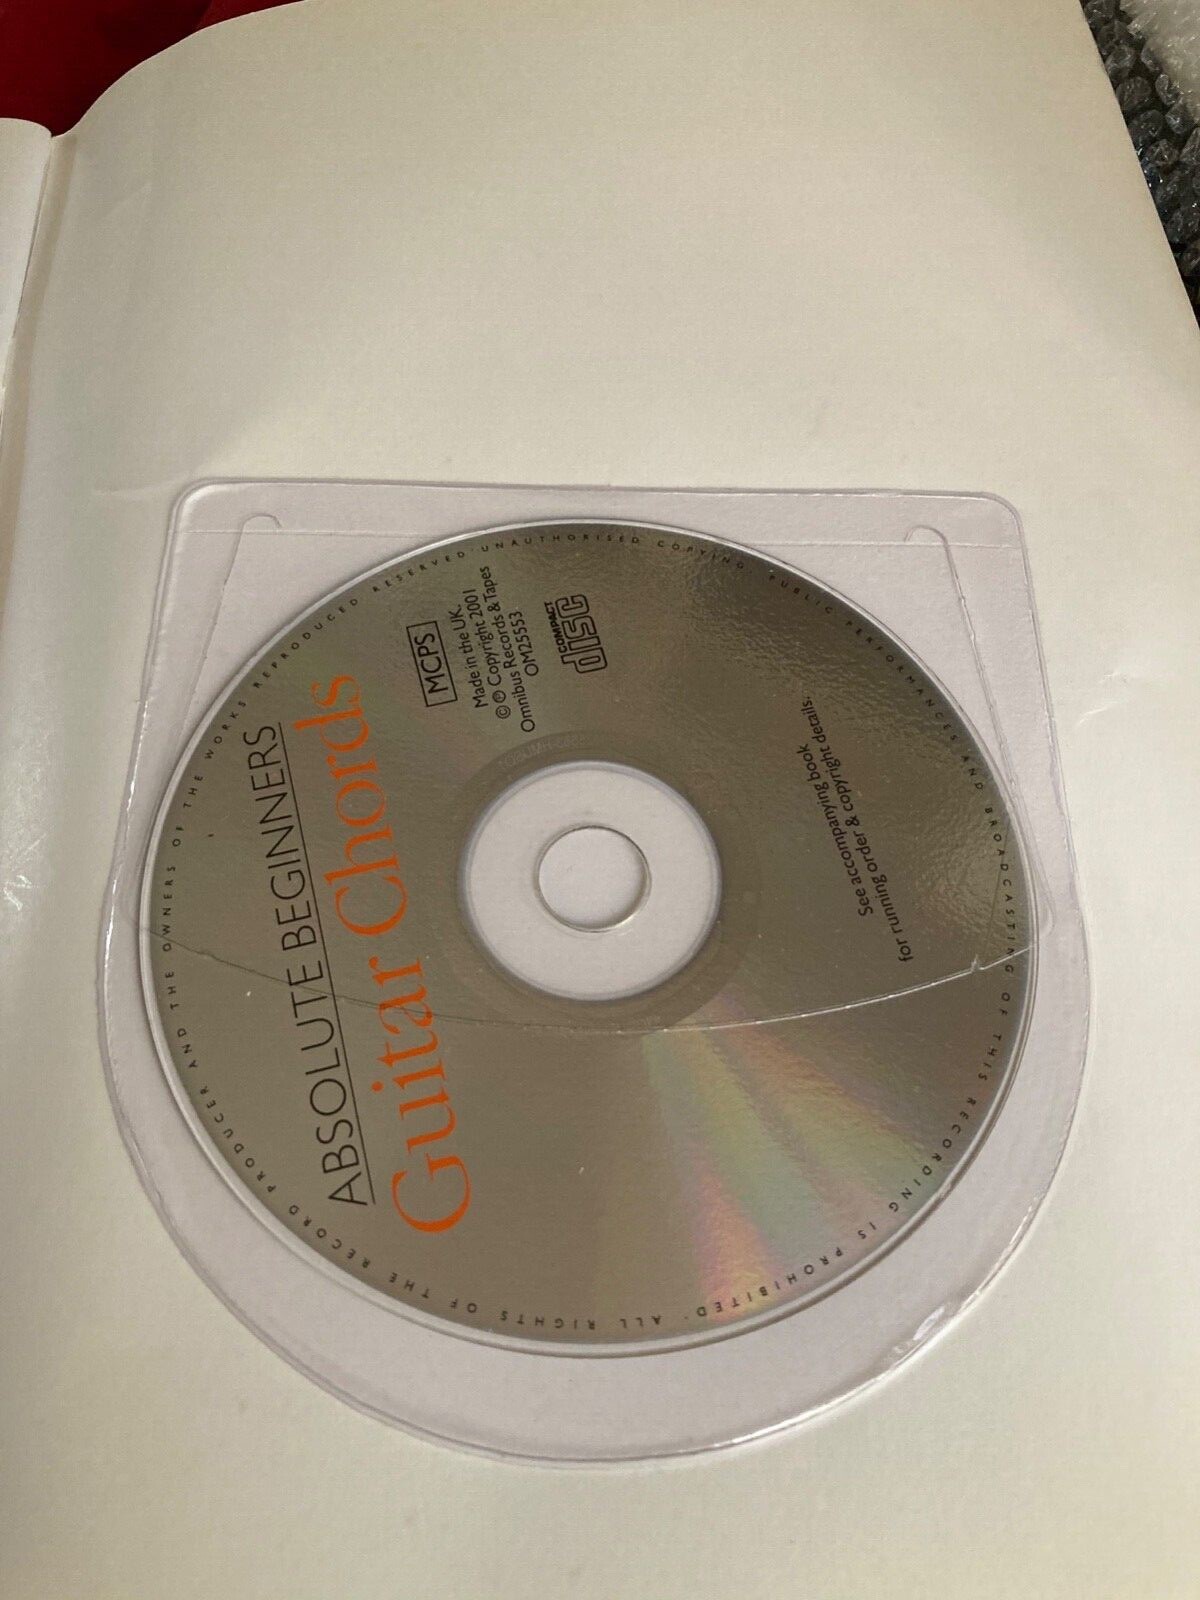 ABSOLUTE BEGINNERS
Guitar Chords
MCPS
Made in the UK.
© ℗ Copyright 2001
Omnibus Records & Tapes
OM25553
COMPACT
disc
See accompanying book
for running order & copyright details.
ALL RIGHTS OF THE RECORD PRODUCER AND THE OWNERS OF THE WORKS REPRODUCED RESERVED · UNAUTHORISED COPYING · PUBLIC PERFORMANCES AND BROADCASTING OF THIS RECORDING IS PROHIBITED ·